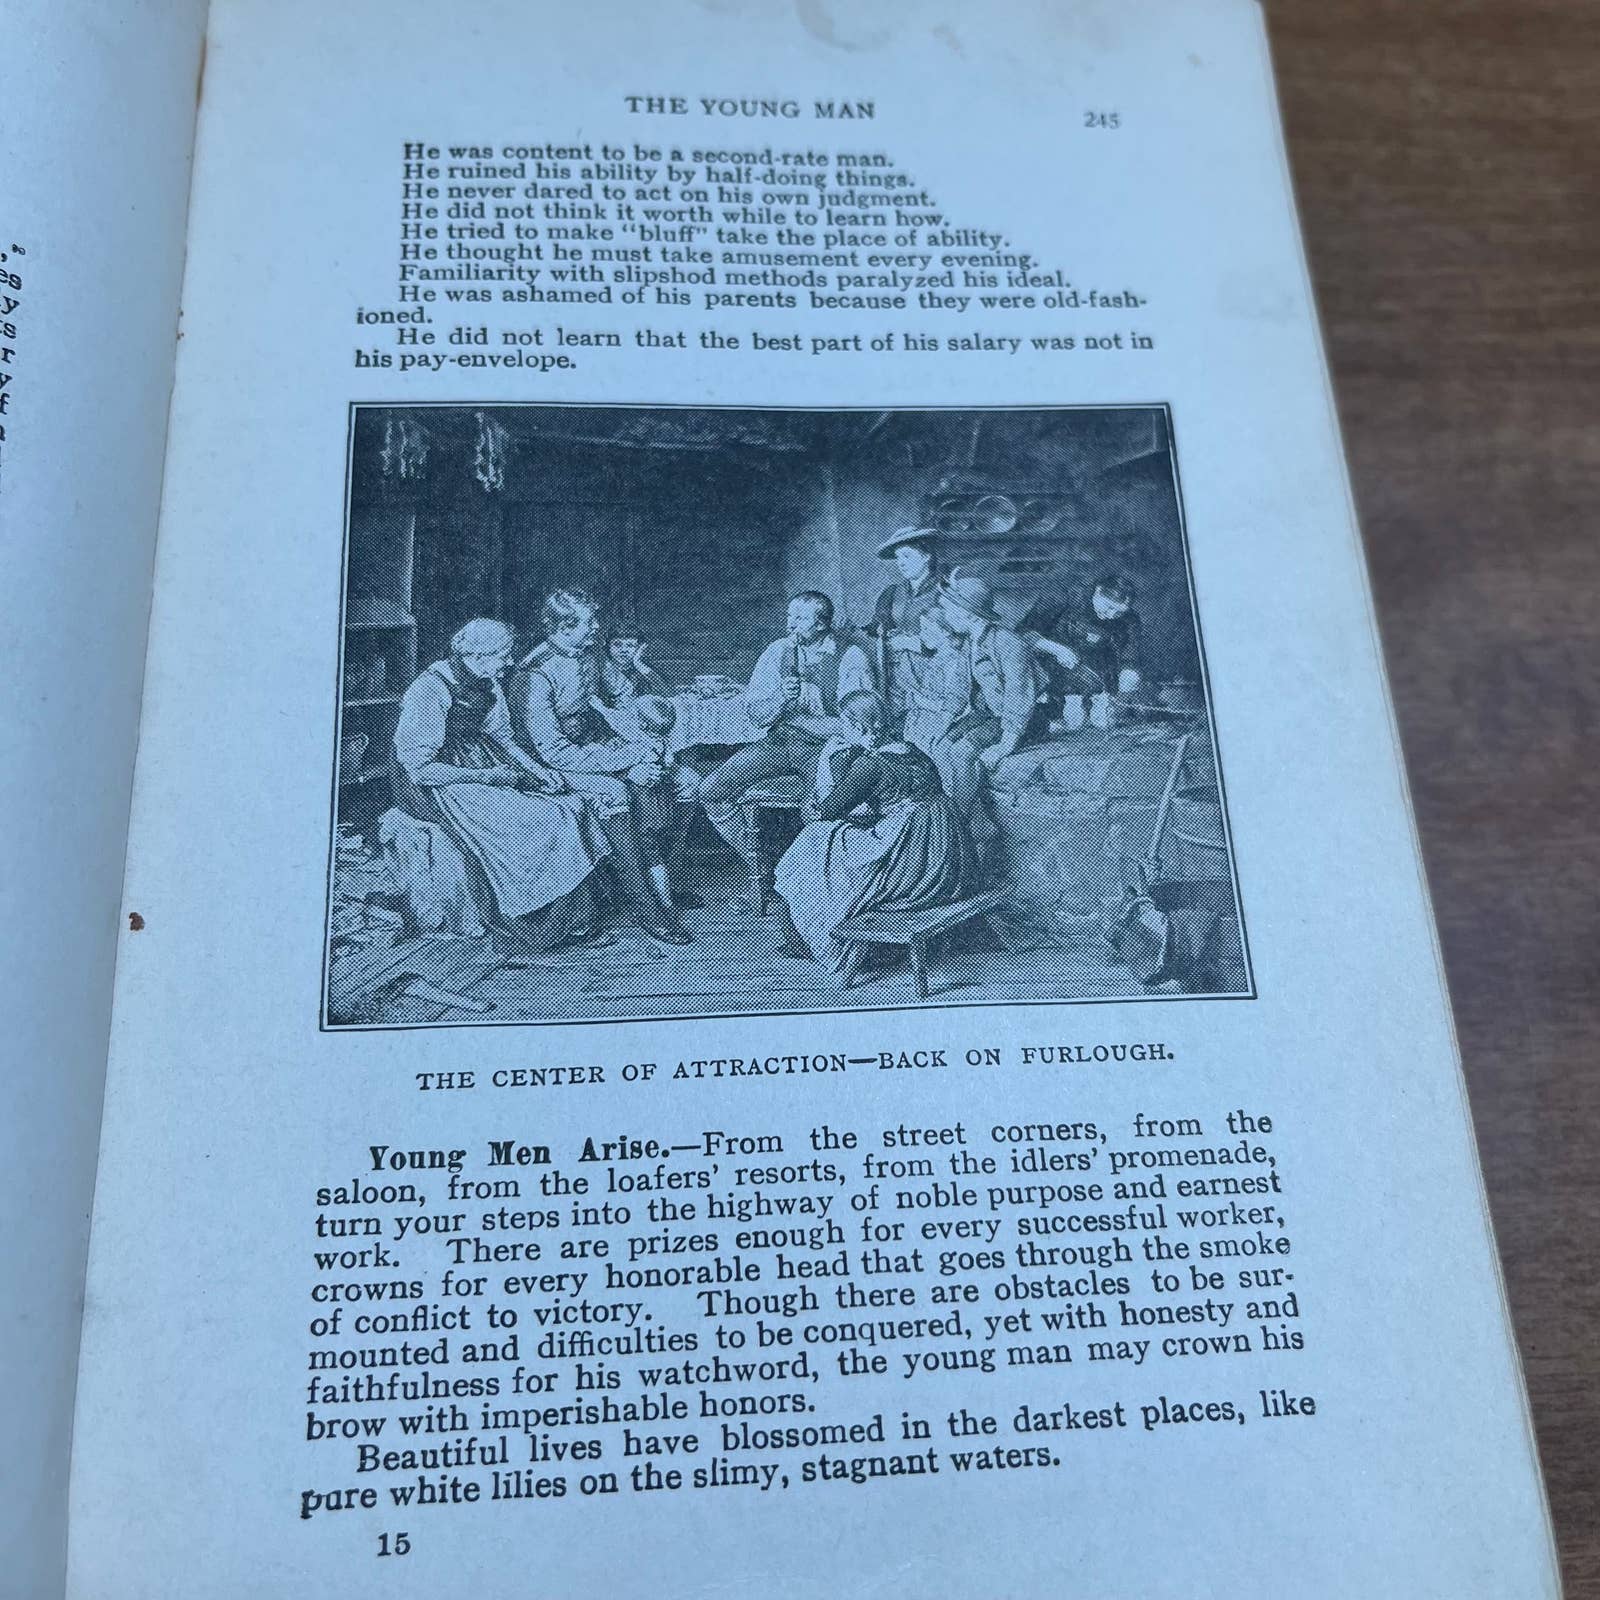 THE YOUNG MAN 245
He was content to be a second-rate man.
He ruined his ability by half-doing things.
He never dared to act on his own judgment.
He did not think it worth while to learn how.
He tried to make "bluff" take the place of ability.
He thought he must take amusement every evening.
Familiarity with slipshod methods paralyzed his ideal.
He was ashamed of his parents because they were old-fash-
ioned.
He did not learn that the best part of his salary was not in
his pay-envelope.
THE CENTER OF ATTRACTION—BACK ON FURLOUGH.
Young Men Arise.—From the street corners, from the
saloon, from the loafers' resorts, from the idlers' promenade,
turn your steps into the highway of noble purpose and earnest
work. There are prizes enough for every successful worker,
crowns for every honorable head that goes through the smoke
of conflict to victory. Though there are obstacles to be sur-
mounted and difficulties to be conquered, yet with honesty and
faithfulness for his watchword, the young man may crown his
brow with imperishable honors.
Beautiful lives have blossomed in the darkest places, like
pure white lilies on the slimy, stagnant waters.
15